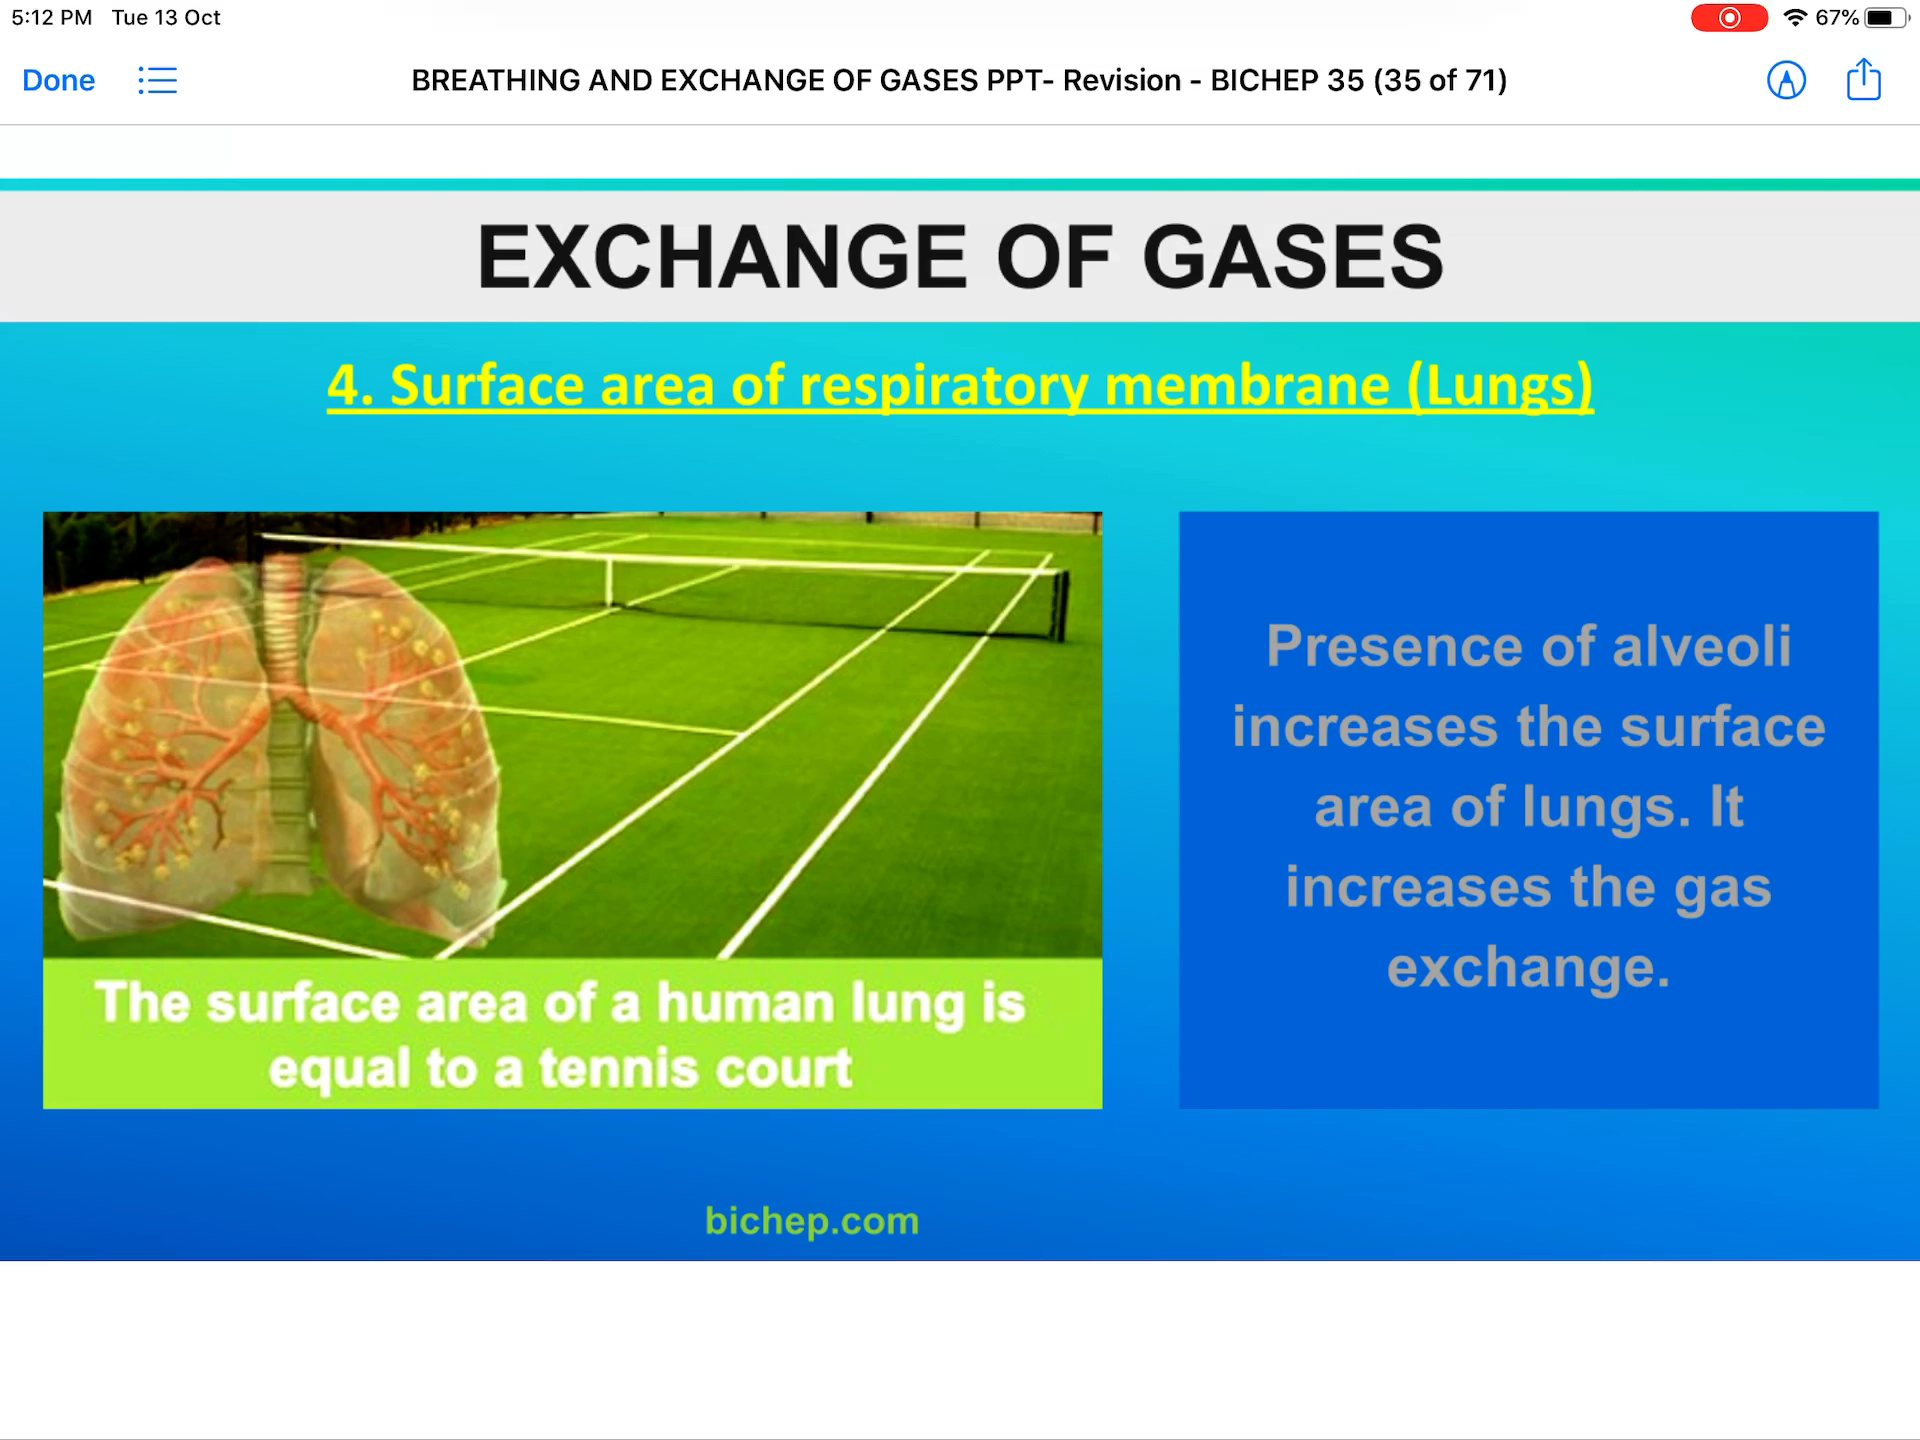 5:12 PM Tue 13 Oct
67%
Done
BREATHING AND EXCHANGE OF GASES PPT- Revision - BICHEP 35 (35 of 71)
EXCHANGE OF GASES
4. Surface area of respiratory membrane (Lungs)
The surface area of a human lung is
equal to a tennis court
Presence of alveoli
increases the surface
area of lungs. It
increases the gas
exchange.
bichep.com